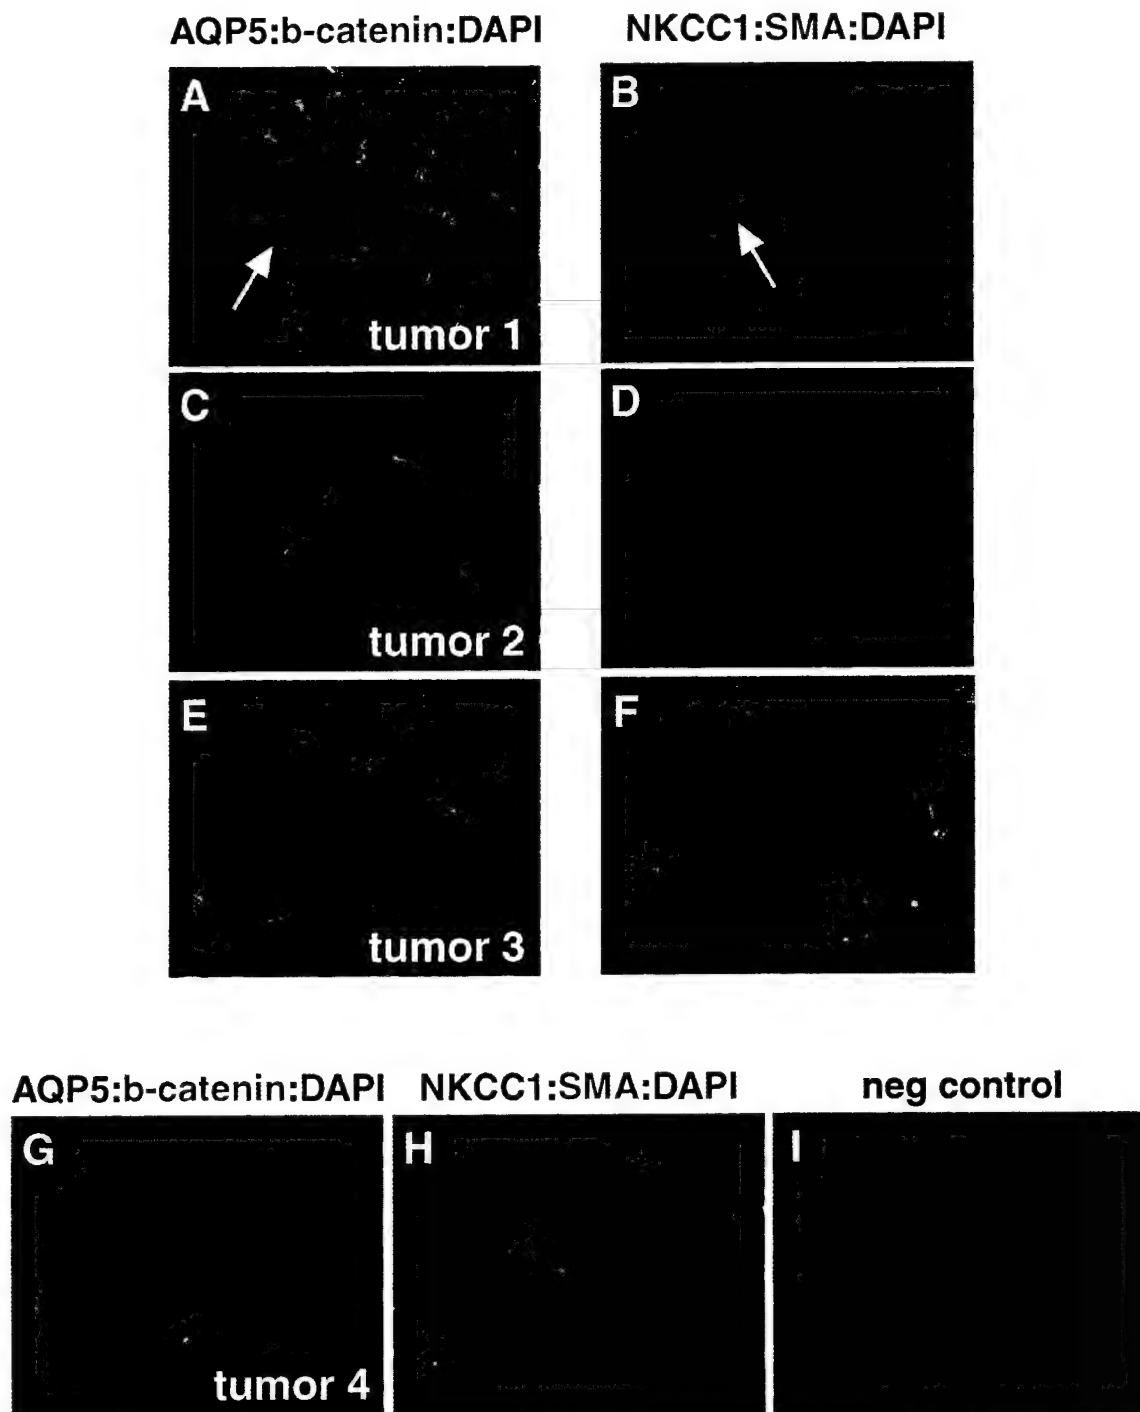 AQP5:b-catenin:DAPI NKCC1:SMA:DAPI
A B
tumor 1
C D
tumor 2
E F
tumor 3
AQP5:b-catenin:DAPI NKCC1:SMA:DAPI neg control
G H I
tumor 4